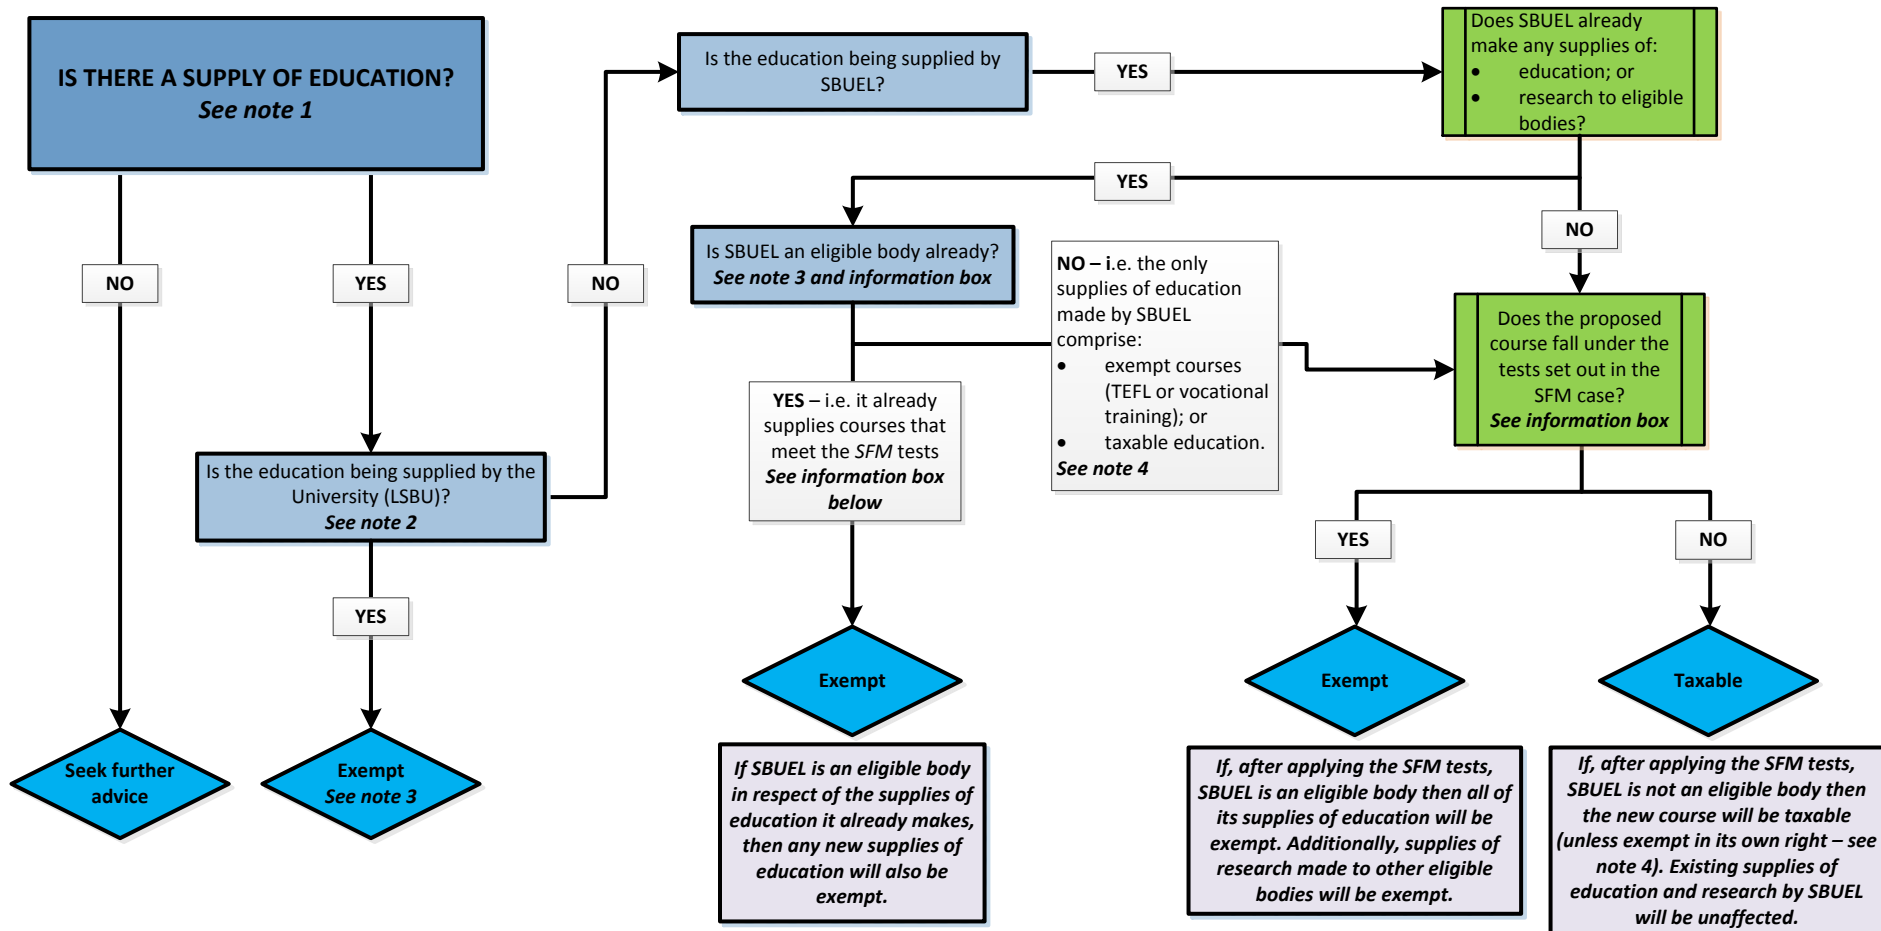 IS THERE A SUPPLY OF EDUCATION?
See note 1
NO
YES
Is the education being supplied by the
University (LSBU)?
See note 2
NO
YES
Seek further
advice
Exempt
See note 3
Is the education being supplied by
SBUEL?
YES
Does SBUEL already
make any supplies of:
• education; or
• research to eligible
bodies?
YES
NO
Is SBUEL an eligible body already?
See note 3 and information box
NO – i.e. the only
supplies of education
made by SBUEL
comprise:
• exempt courses
(TEFL or vocational
training); or
• taxable education.
See note 4
YES – i.e. it already
supplies courses that
meet the SFM tests
See information box
below
Does the proposed
course fall under the
tests set out in the
SFM case?
See information box
YES
NO
Exempt
Exempt
Taxable
If SBUEL is an eligible body
in respect of the supplies of
education it already makes,
then any new supplies of
education will also be
exempt.
If, after applying the SFM tests,
SBUEL is an eligible body then all of
its supplies of education will be
exempt. Additionally, supplies of
research made to other eligible
bodies will be exempt.
If, after applying the SFM tests,
SBUEL is not an eligible body then
the new course will be taxable
(unless exempt in its own right – see
note 4). Existing supplies of
education and research by SBUEL
will be unaffected.